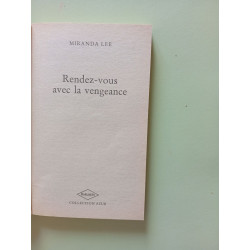 MIRANDA LEE
Rendez-vous
avec la vengeance
COLLECTION AZUR